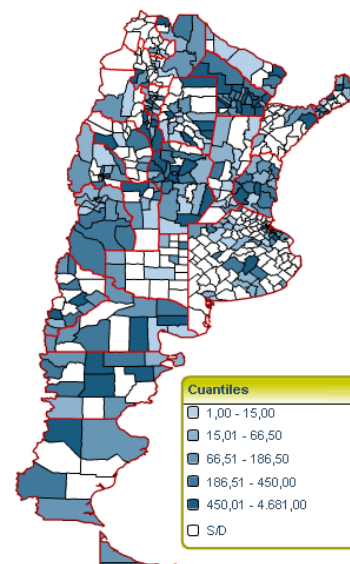 Cuantiles
1,00 - 15,00
15,01 - 66,50
66,51 - 186,50
186,51 - 450,00
450,01 - 4.681,00
S/D